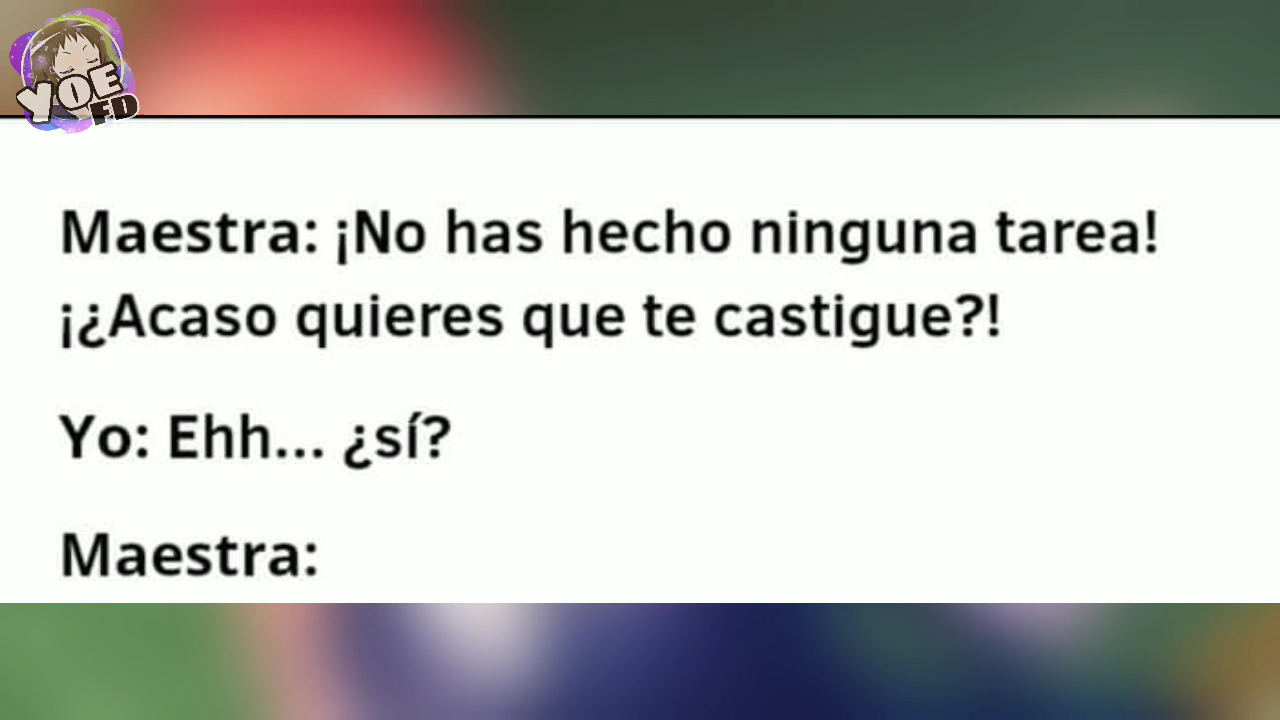 YOE
FD
Maestra: ¡No has hecho ninguna tarea!
¡¿Acaso quieres que te castigue?!
Yo: Ehh... ¿sí?
Maestra: